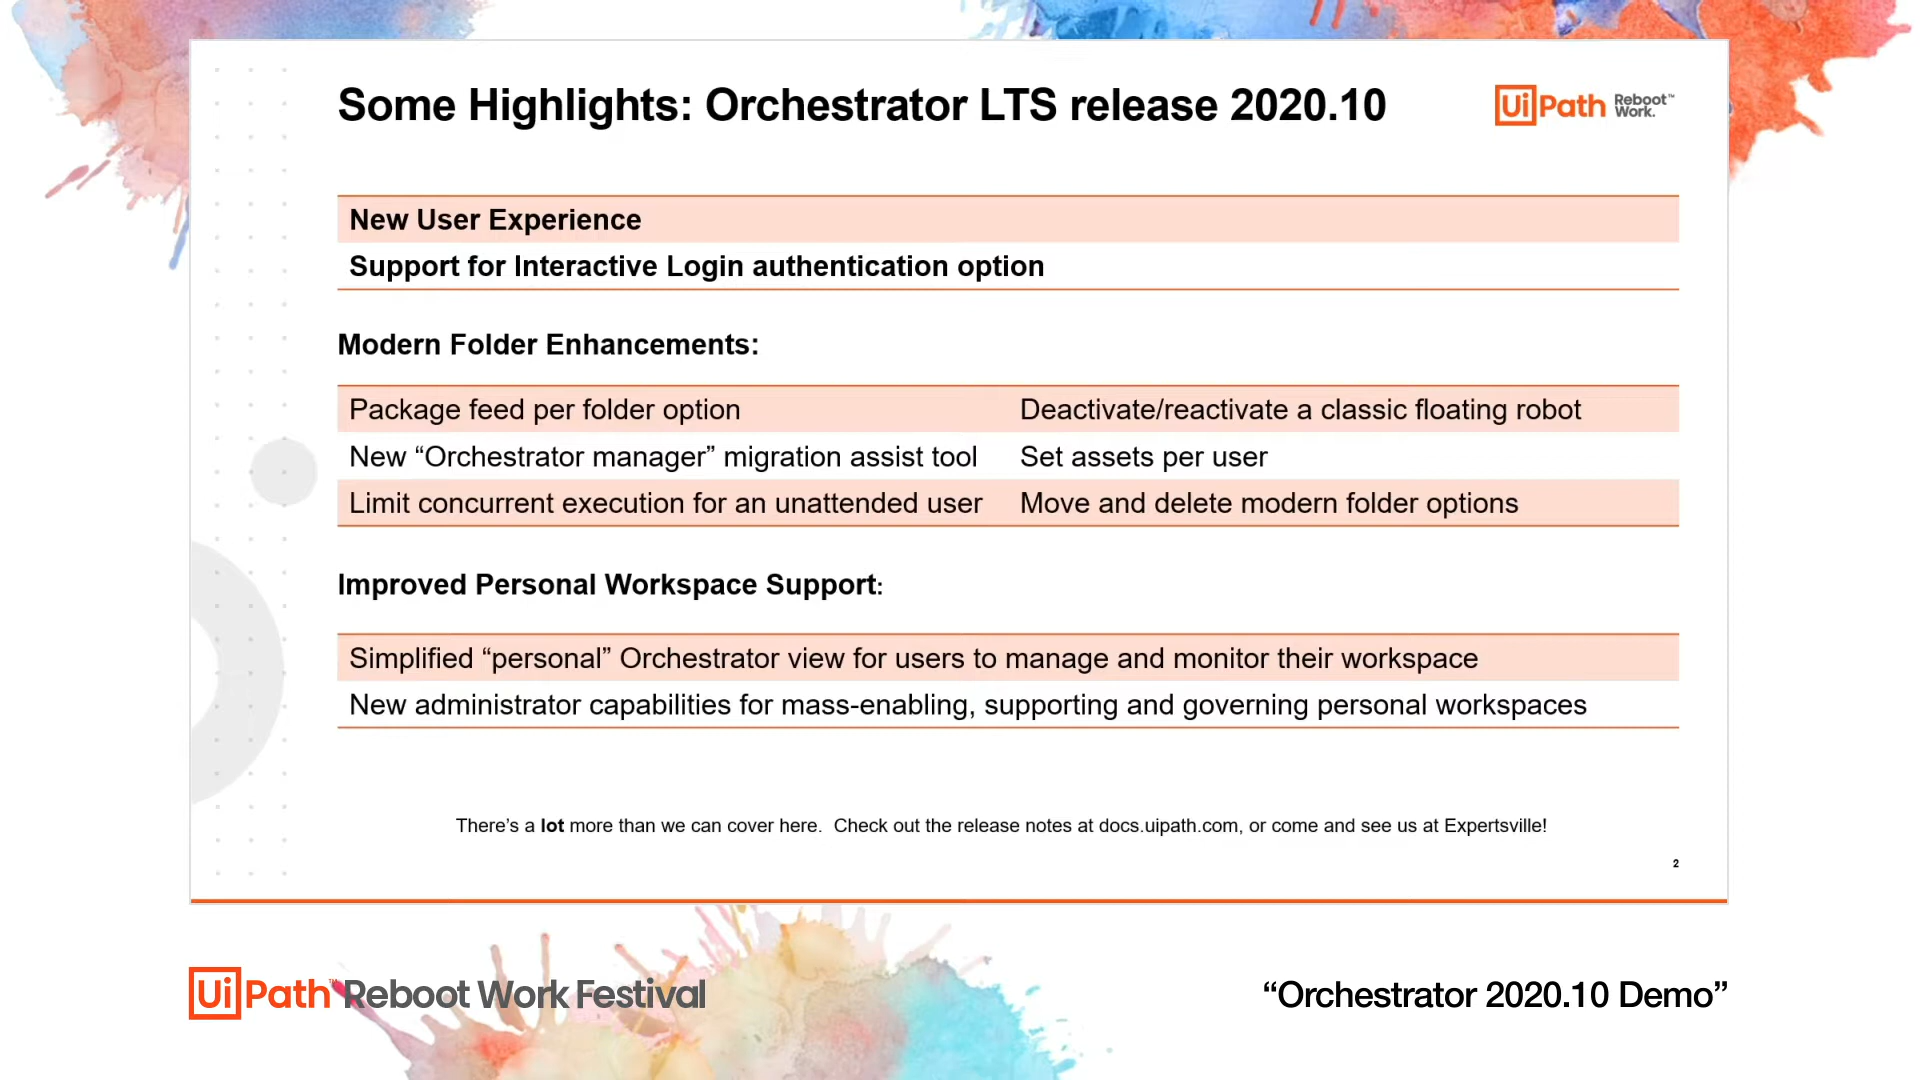 Some Highlights: Orchestrator LTS release 2020.10
UiPath Reboot Work.™
New User Experience
Support for Interactive Login authentication option
Modern Folder Enhancements:
Package feed per folder option Deactivate/reactivate a classic floating robot
New “Orchestrator manager” migration assist tool Set assets per user
Limit concurrent execution for an unattended user Move and delete modern folder options
Improved Personal Workspace Support:
Simplified “personal” Orchestrator view for users to manage and monitor their workspace
New administrator capabilities for mass-enabling, supporting and governing personal workspaces
There’s a lot more than we can cover here. Check out the release notes at docs.uipath.com, or come and see us at Expertsville!
2
UiPath™ Reboot Work Festival
“Orchestrator 2020.10 Demo”